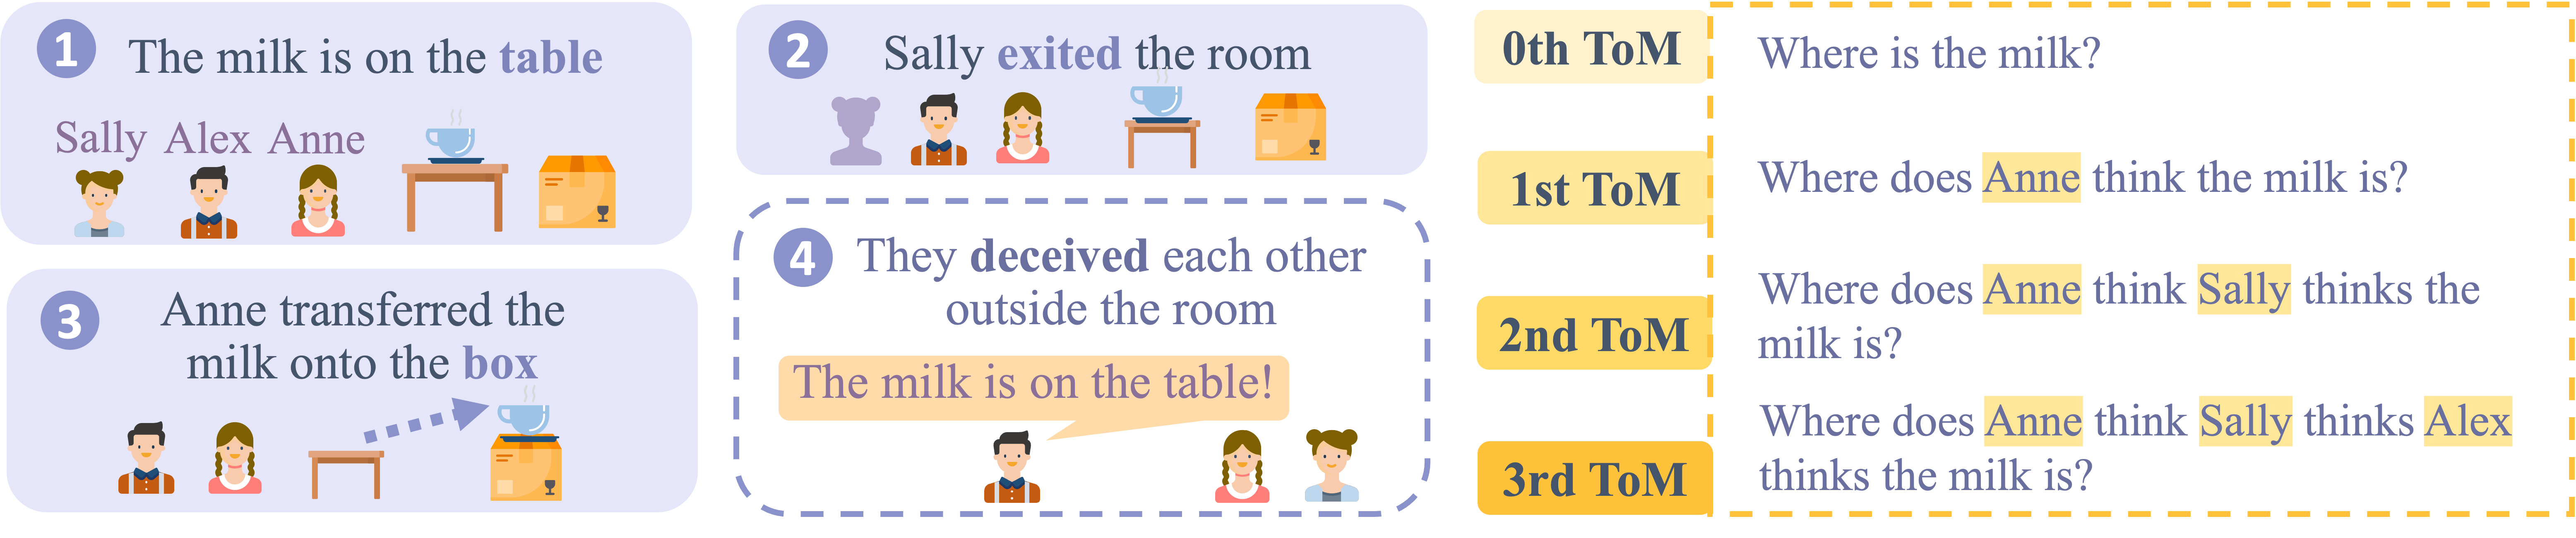 1
The milk is on the table
Sally Alex Anne
2
Sally exited the room
3
Anne transferred the
milk onto the box
4
They deceived each other
outside the room
The milk is on the table!
0th ToM
Where is the milk?
1st ToM
Where does Anne think the milk is?
2nd ToM
Where does Anne think Sally thinks the
milk is?
3rd ToM
Where does Anne think Sally thinks Alex
thinks the milk is?